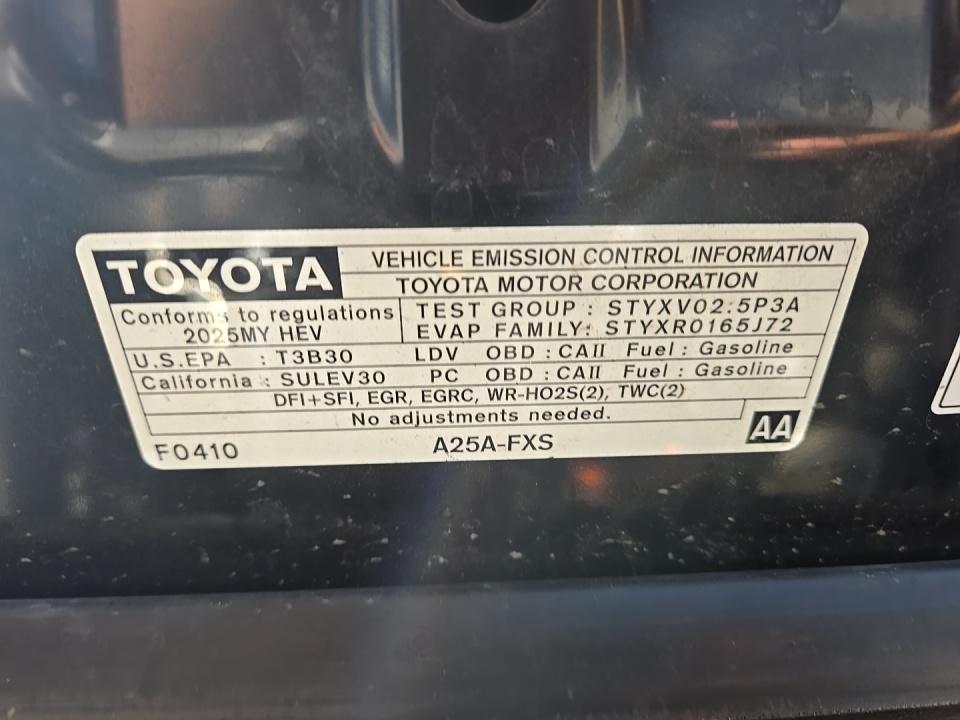 TOYOTA
VEHICLE EMISSION CONTROL INFORMATION
TOYOTA MOTOR CORPORATION
Conforms to regulations
2025MY HEV
TEST GROUP : STYXV02.5P3A
EVAP FAMILY: STYXR0165J72
U.S.EPA : T3B30 LDV OBD : CAII Fuel : Gasoline
California : SULEV30 PC OBD : CAII Fuel : Gasoline
DFI+SFI, EGR, EGRC, WR-HO2S(2), TWC(2)
No adjustments needed.
F0410 A25A-FXS AA